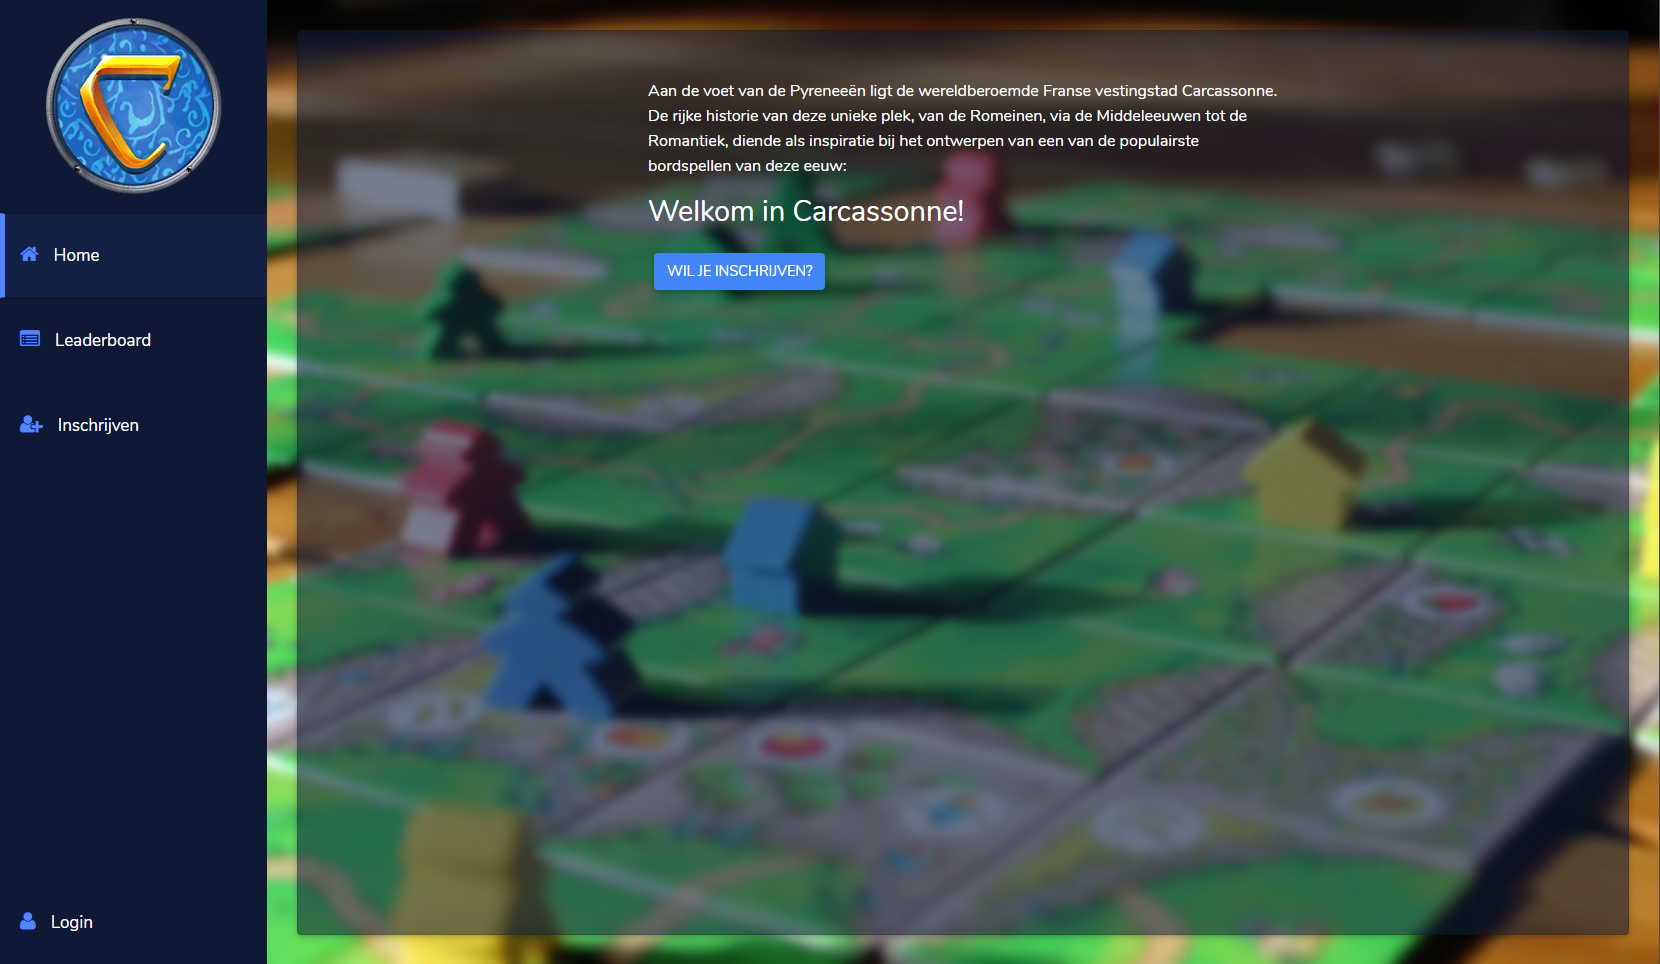 Home
Leaderboard
Inschrijven
Login
Aan de voet van de Pyreneeën ligt de wereldberoemde Franse vestingstad Carcassonne.
De rijke historie van deze unieke plek, van de Romeinen, via de Middeleeuwen tot de
Romantiek, diende als inspiratie bij het ontwerpen van een van de populairste
bordspellen van deze eeuw:
Welkom in Carcassonne!
WIL JE INSCHRIJVEN?